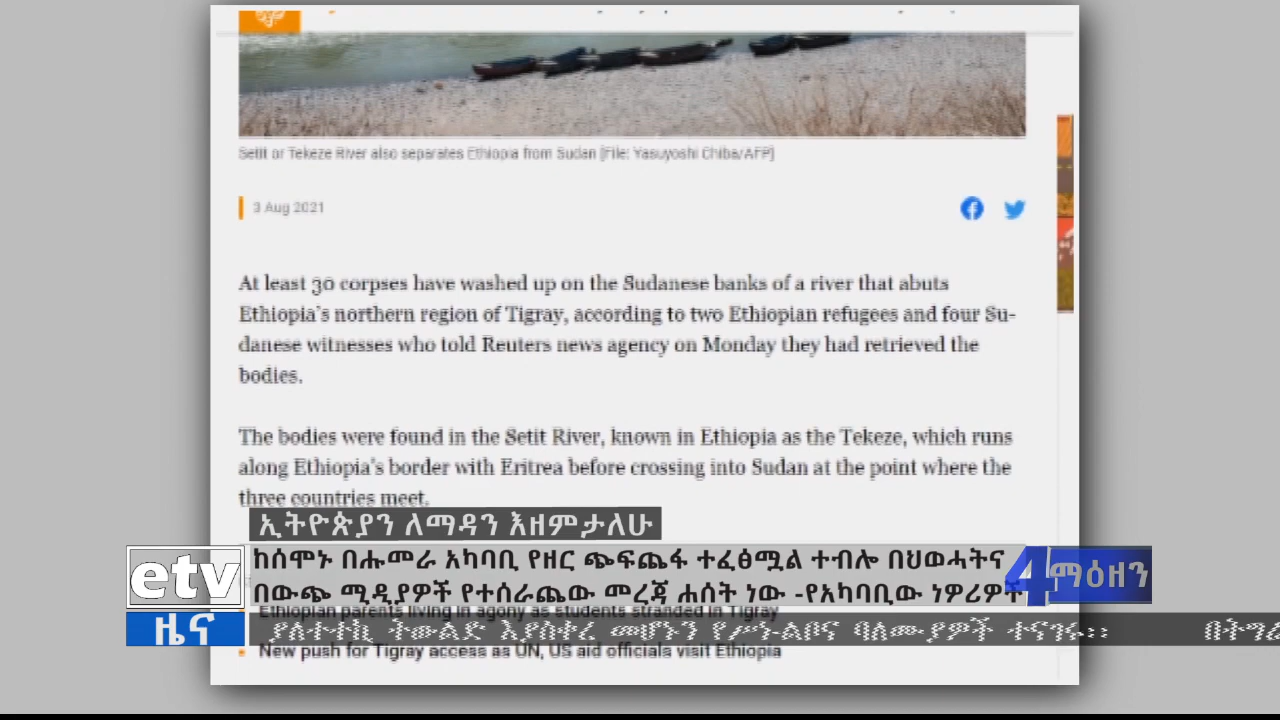 Setit or Tekeze River also separates Ethiopia from Sudan [File: Yasuyoshi Chiba/AFP]
3 Aug 2021
At least 30 corpses have washed up on the Sudanese banks of a river that abuts
Ethiopia's northern region of Tigray, according to two Ethiopian refugees and four Su-
danese witnesses who told Reuters news agency on Monday they had retrieved the
bodies.
The bodies were found in the Setit River, known in Ethiopia as the Tekeze, which runs
along Ethiopia's border with Eritrea before crossing into Sudan at the point where the
three countries meet.
ኢትዮጵያን ለማዳን እዘምታለሁ
ከሰሞኑ በሑመራ አካባቢ የዘር ጭፍጨፋ ተፈፅሟል ተብሎ በህወሓትና
በውጭ ሚዲያዎች የተሰራጨው መረጃ ሐሰት ነው -የአካባቢው ነዋሪዎች
etv
ዜና
4 ማዕዘን
Ethiopian parents living in agony as students stranded in Tigray
ትውልድ መሆኑን የሥነ-ልቦና ባለሙያዎች ተናገሩ፡፡
New push for Tigray access as UN, US aid officials visit Ethiopia